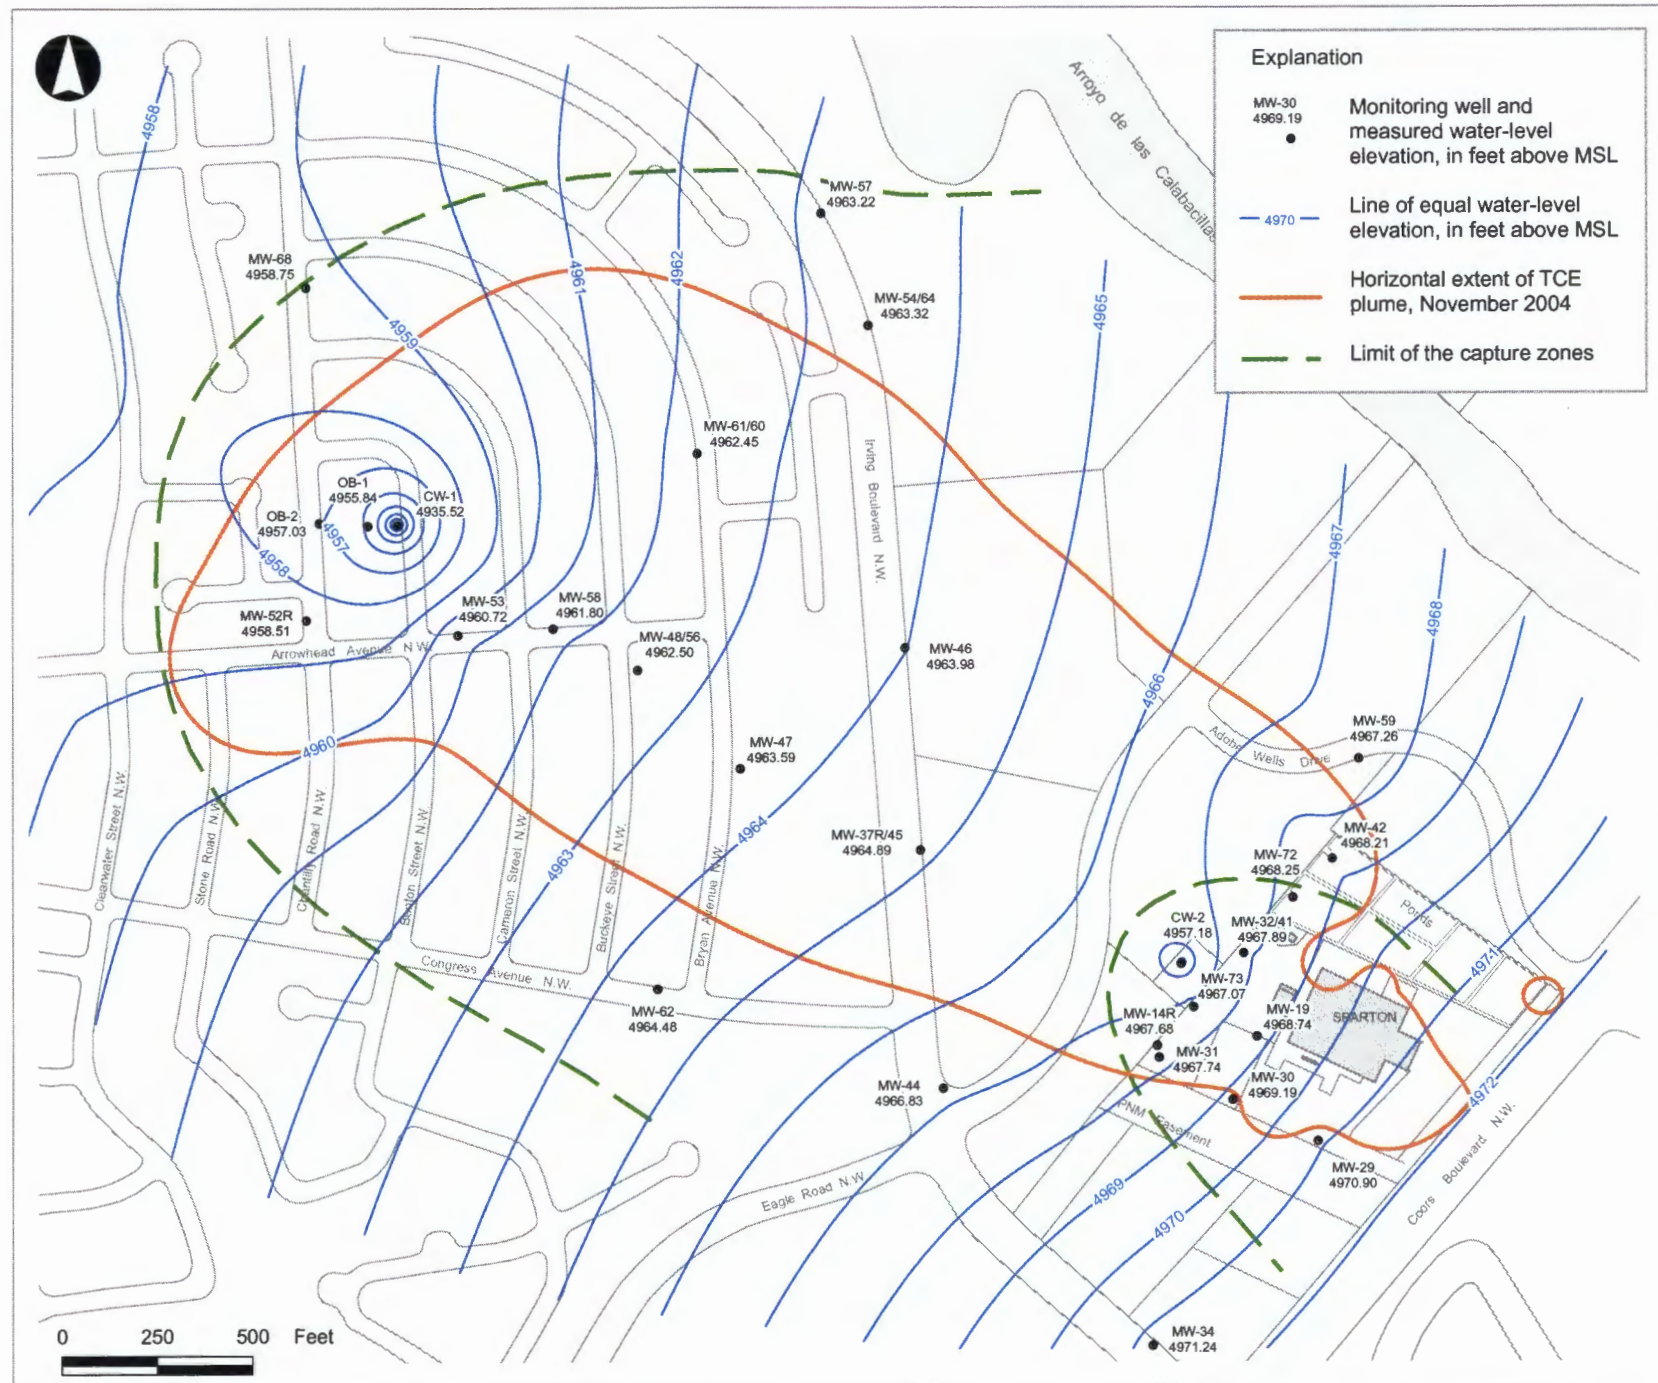 Explanation
MW-30
4969.19
Monitoring well and
measured water-level
elevation, in feet above MSL
4970
Line of equal water-level
elevation, in feet above MSL
Horizontal extent of TCE
plume, November 2004
Limit of the capture zones
Arroyo de las Calabacillas
4958
MW-57
4963.22
MW-68
4958.75
4961
4962
4965
MW-54/64
4963.32
4959
MW-61/60
4962.45
Irving Boulevard N.W.
OB-1
4955.84
CW-1
4935.52
OB-2
4957.03
4957
4958
4967
MW-53
4960.72
MW-58
4961.80
MW-52R
4958.51
4968
MW-48/56
4962.50
Arrowhead Avenue N.W.
MW-46
4963.98
4966
MW-59
4967.26
Adobe Wells Drive
4960
MW-47
4963.59
Clearwater Street N.W.
Stone Road N.W.
Chantilly Road N.W.
Benton Street N.W.
Cameron Street N.W.
Buckeye Street N.W.
Bryan Avenue N.W.
4963
4964
MW-37R/45
4964.89
MW-42
4968.21
MW-72
4968.25
Ponds
CW-2
4957.18
MW-32/41
4967.89
4971
Congress Avenue N.W.
MW-73
4967.07
MW-62
4964.48
MW-14R
4967.68
MW-19
4968.74
SPARTON
MW-31
4967.74
MW-44
4966.83
MW-30
4969.19
4972
PNM Easement
MW-29
4970.90
Coors Boulevard N.W.
Eagle Road N.W.
4969
4970
MW-34
4971.24
0 250 500 Feet